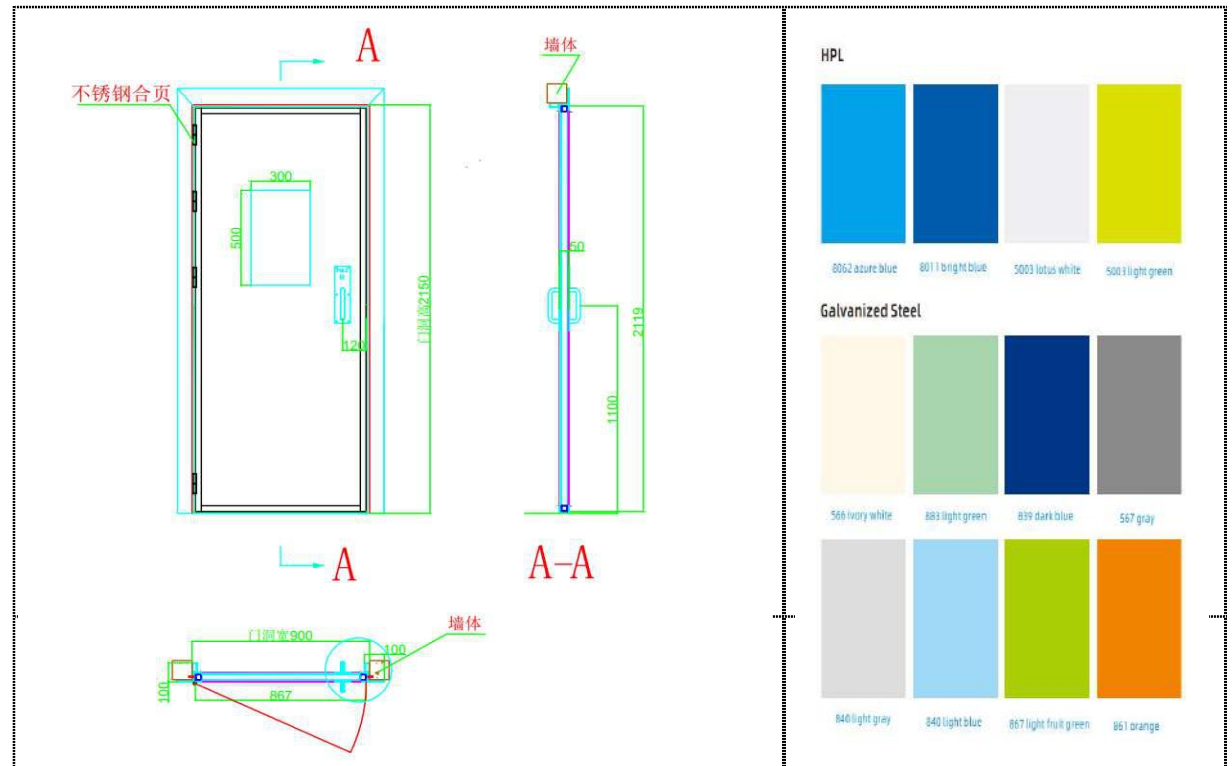 A
不锈钢合页
300
500
120
门洞高2150
A
墙体
50
2119
1100
A-A
门洞宽900
墙体
100
100
867
HPL
8062 azure blue
8011 bright blue
5003 lotus white
5003 light green
Galvanized Steel
566 ivory white
883 light green
839 dark blue
567 gray
840 light gray
840 light blue
867 light fruit green
861 orange